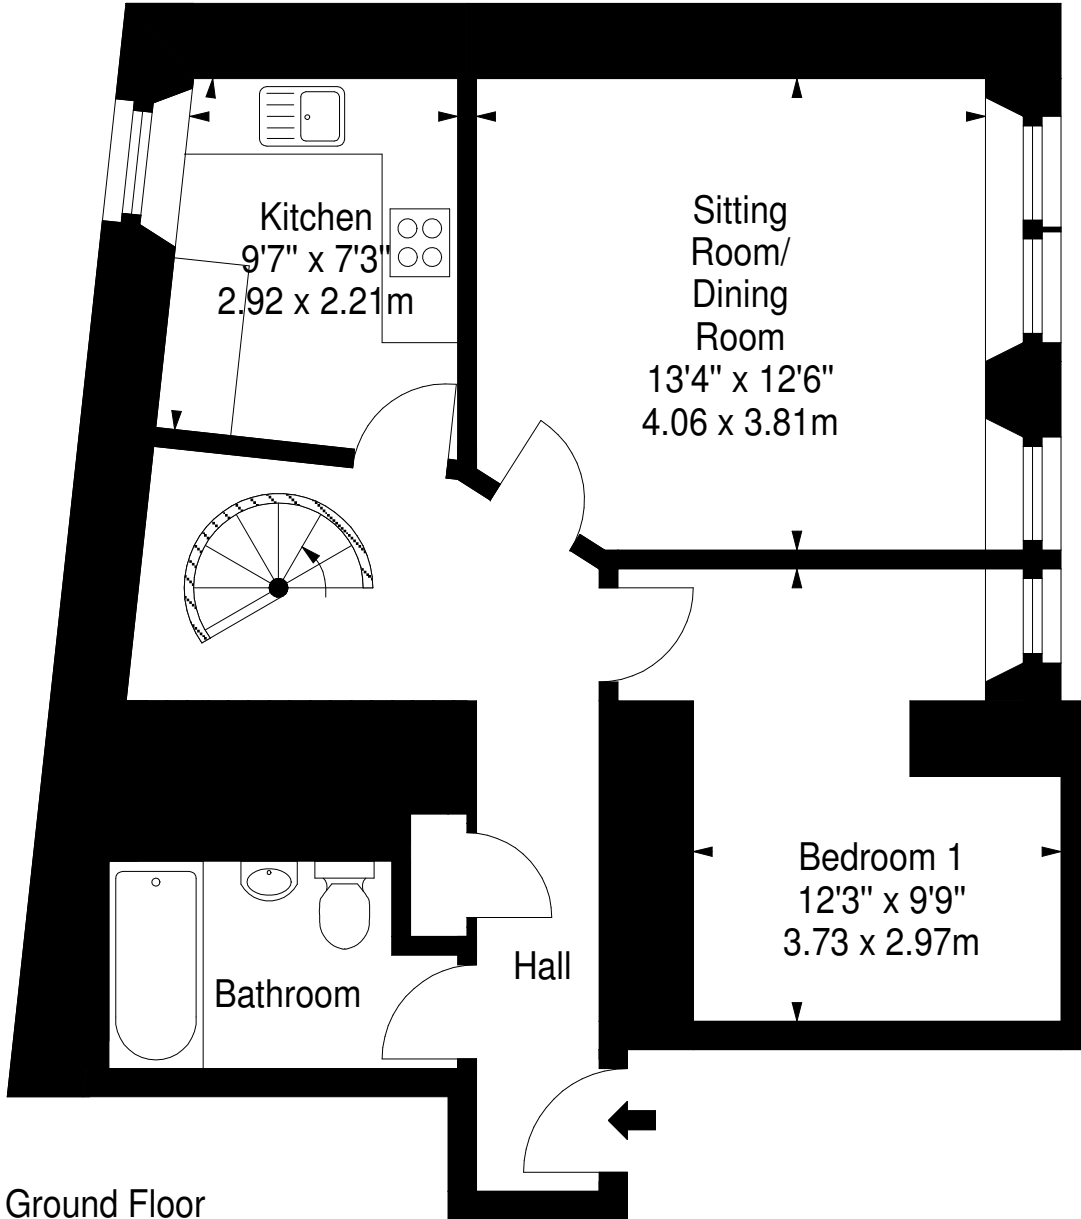 Kitchen
9'7" x 7'3"
2.92 x 2.21m
Sitting
Room/
Dining
Room
13'4" x 12'6"
4.06 x 3.81m
Bedroom 1
12'3" x 9'9"
3.73 x 2.97m
Hall
Bathroom
Ground Floor